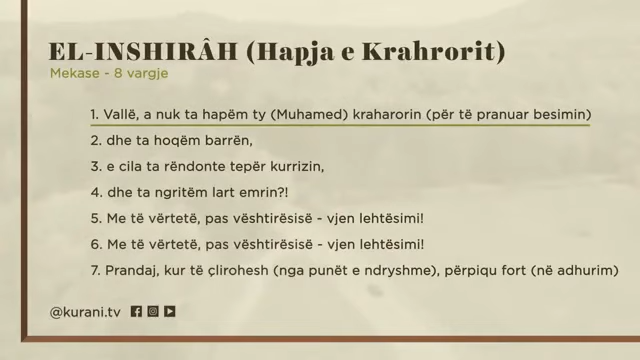 EL-INSHIRÂH (Hapja e Krahrorit)
Mekase - 8 vargje
1. Vallë, a nuk ta hapëm ty (Muhamed) kraharorin (për të pranuar besimin)
2. dhe ta hoqëm barrën,
3. e cila ta rëndonte tepër kurrizin,
4. dhe ta ngritëm lart emrin?!
5. Me të vërtetë, pas vështirësisë - vjen lehtësimi!
6. Me të vërtetë, pas vështirësisë - vjen lehtësimi!
7. Prandaj, kur të çlirohesh (nga punët e ndryshme), përpiqu fort (në adhurim)
@kurani.tv